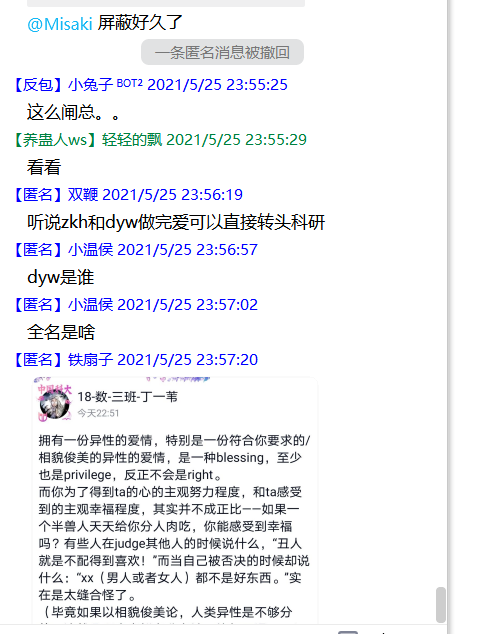 @Misaki 屏蔽好久了
一条匿名消息被撤回
【反包】小兔子 BOT² 2021/5/25 23:55:25
这么闹总。。
【养蛊人ws】轻轻的飘 2021/5/25 23:55:29
看看
【匿名】双鞭 2021/5/25 23:56:19
听说zkh和dyw做完爱可以直接转头科研
【匿名】小温侯 2021/5/25 23:56:57
dyw是谁
【匿名】小温侯 2021/5/25 23:57:02
全名是啥
【匿名】铁扇子 2021/5/25 23:57:20
18-数-三班-丁一苇
今天22:51
拥有一份异性的爱情，特别是一份符合你要求的/
相貌俊美的异性的爱情，是一种blessing，至少
也是privilege，反正不会是right。
而你为了得到ta的心的主观努力程度，和ta感受
到的主观幸福程度，其实并不成正比——如果一
个半兽人天天给你分人肉吃，你能感受到幸福
吗？有些人在judge其他人的时候说什么，“丑人
就是不配得到喜欢！”而当自己被否决的时候却说
什么：“xx（男人或者女人）都不是好东西。”实
在是太缝合怪了。
（毕竟如果以相貌俊美论，人类异性是不够分